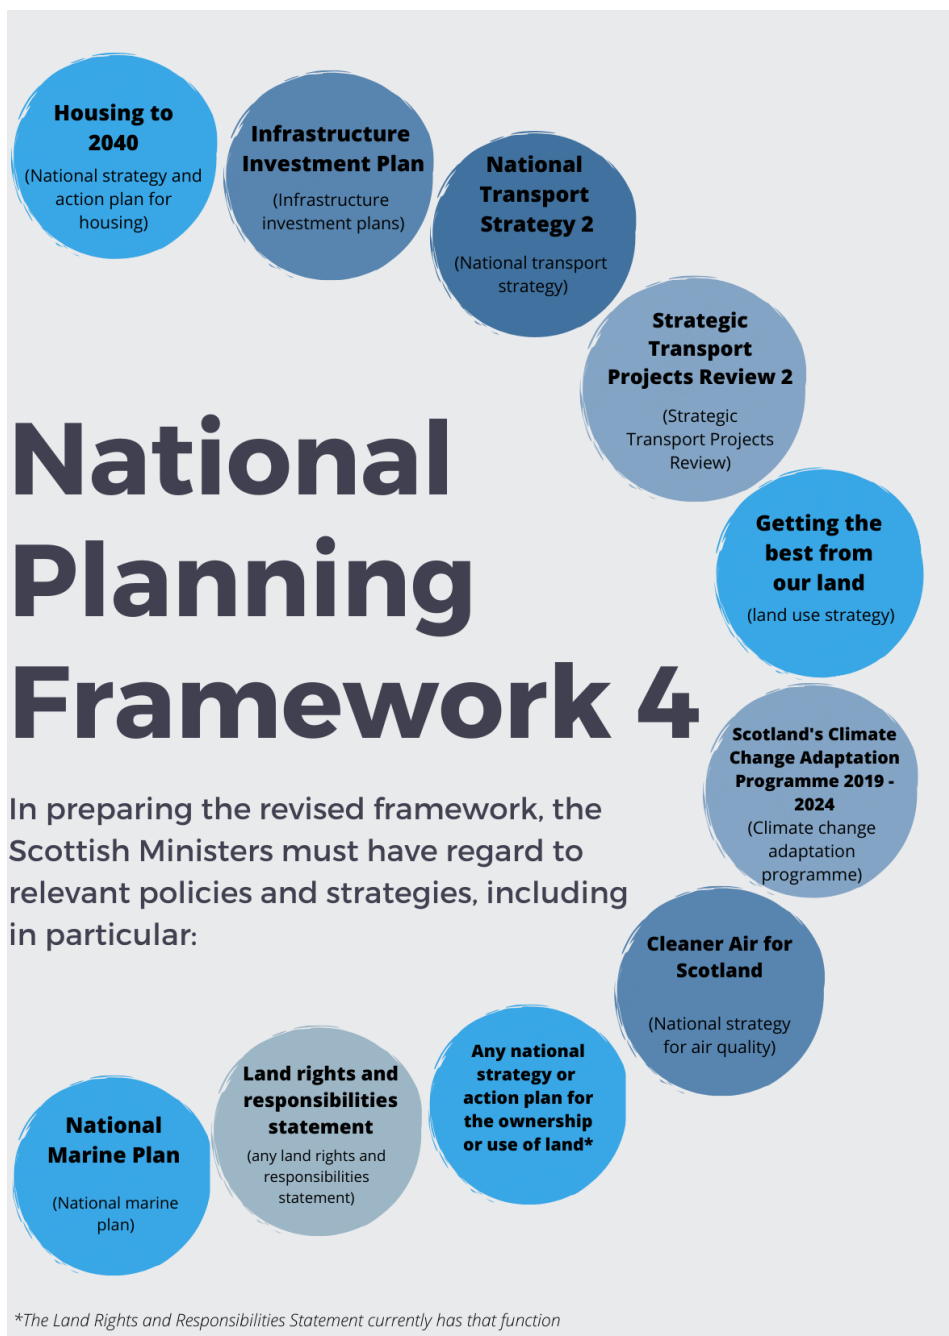 Housing to
2040
(National strategy and
action plan for
housing)
Infrastructure
Investment Plan
(Infrastructure
investment plans)
National
Transport
Strategy 2
(National transport
strategy)
Strategic
Transport
Projects Review 2
(Strategic
Transport Projects
Review)
Getting the
best from
our land
(land use strategy)
Scotland's Climate
Change Adaptation
Programme 2019 -
2024
(Climate change
adaptation
programme)
Cleaner Air for
Scotland
(National strategy
for air quality)
Any national
strategy or
action plan for
the ownership
or use of land*
Land rights and
responsibilities
statement
(any land rights and
responsibilities
statement)
National
Marine Plan
(National marine
plan)
National
Planning
Framework 4
In preparing the revised framework, the
Scottish Ministers must have regard to
relevant policies and strategies, including
in particular:
*The Land Rights and Responsibilities Statement currently has that function